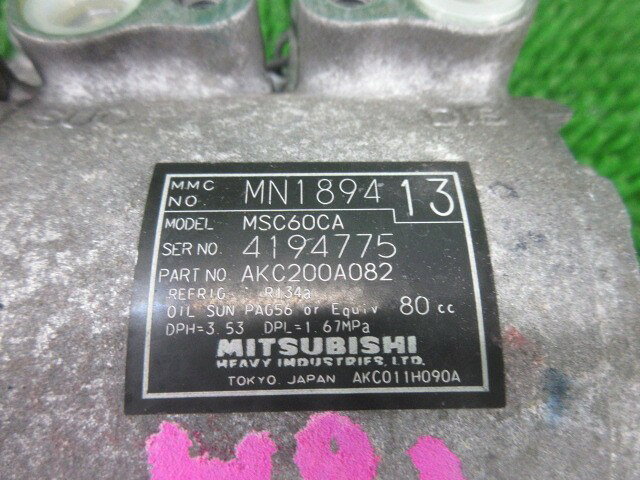 MMC NO. MN1894 13
MODEL MSC60CA
SER NO. 4194775
PART NO AKC200A082
REFRIG R134a
OIL SUN PAG56 or Equiv 80 cc
DPH=3.53 DPL=1.67MPa
MITSUBISHI
HEAVY INDUSTRIES, LTD.
TOKYO, JAPAN AKC011H090A